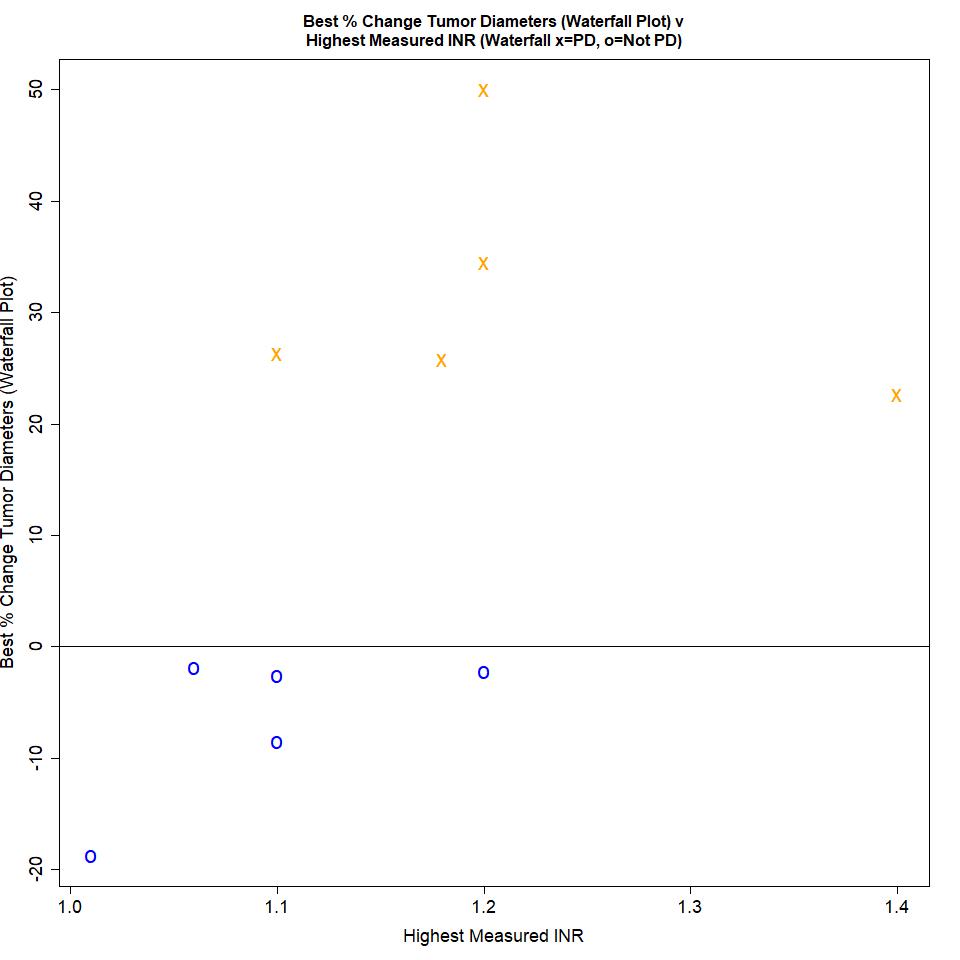 Best % Change Tumor Diameters (Waterfall Plot) v
Highest Measured INR (Waterfall x=PD, o=Not PD)
Best % Change Tumor Diameters (Waterfall Plot)
50
40
30
20
10
0
-10
-20
X
X
X
X
X
O
O
O
O
O
1.0
1.1
1.2
1.3
1.4
Highest Measured INR